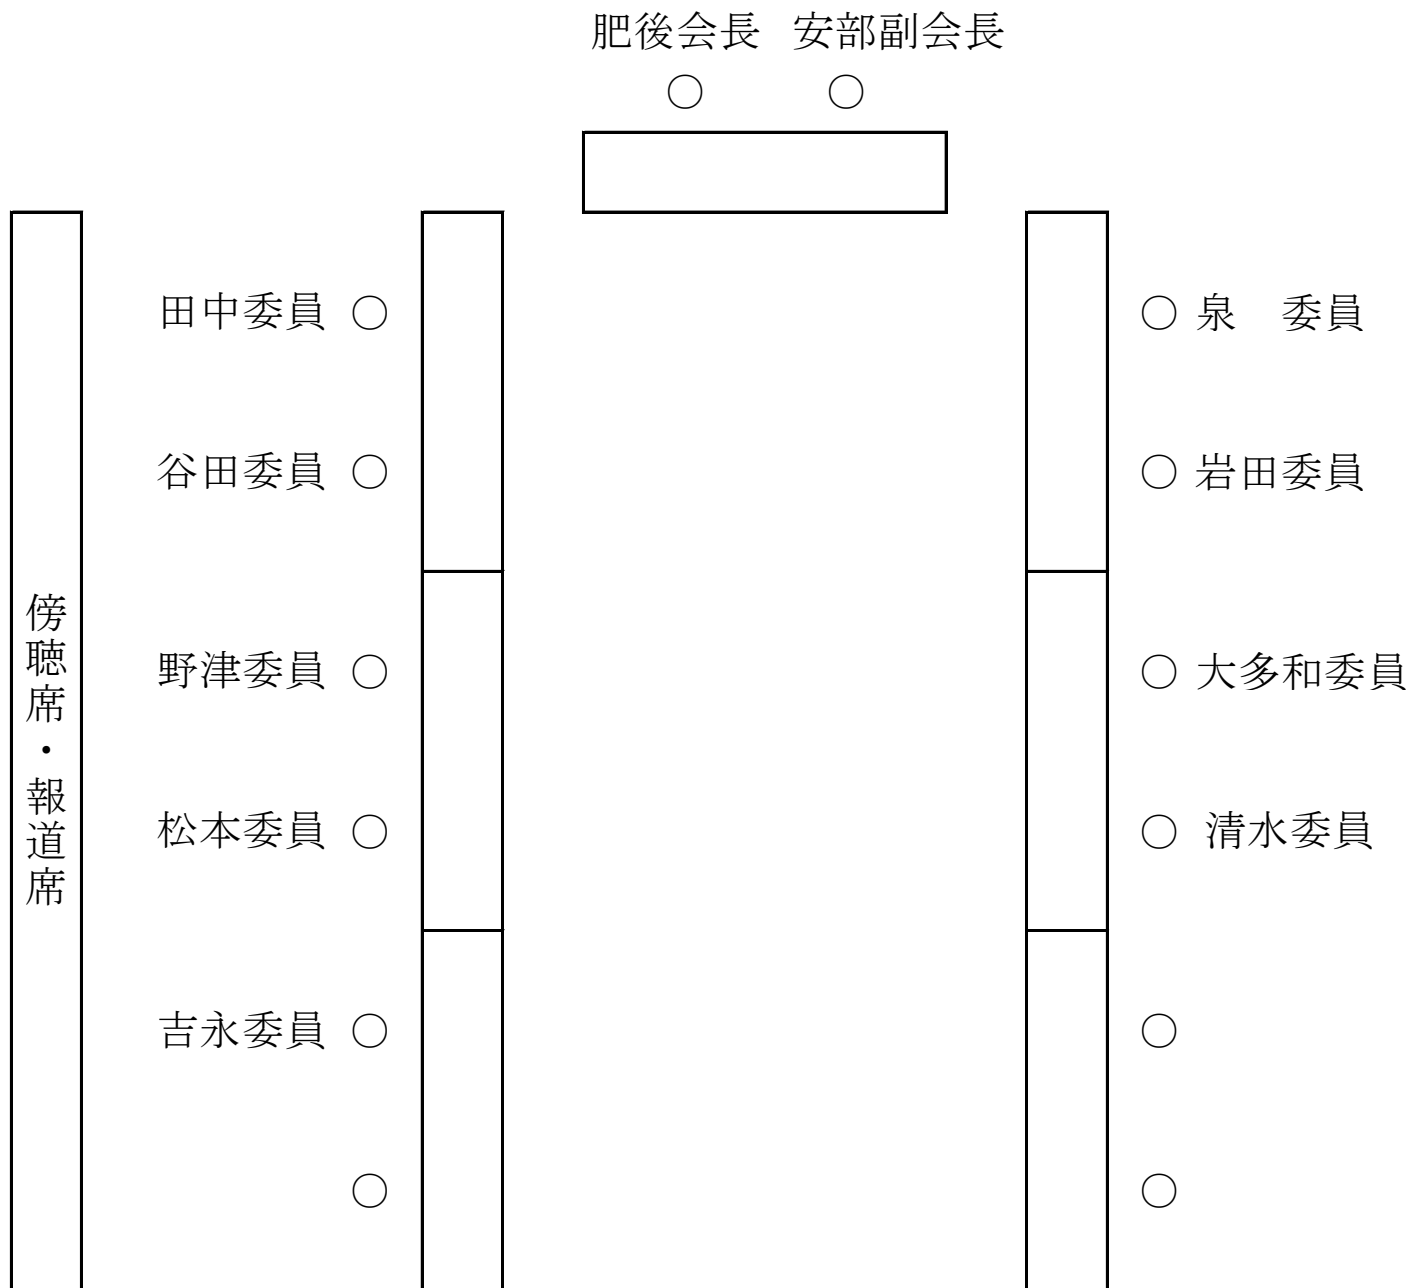 肥後会長 安部副会長
○ ○
田中委員 ○
○ 泉　委員
谷田委員 ○
○ 岩田委員
傍聴席・報道席
野津委員 ○
○ 大多和委員
松本委員 ○
○ 清水委員
吉永委員 ○
○
○
○